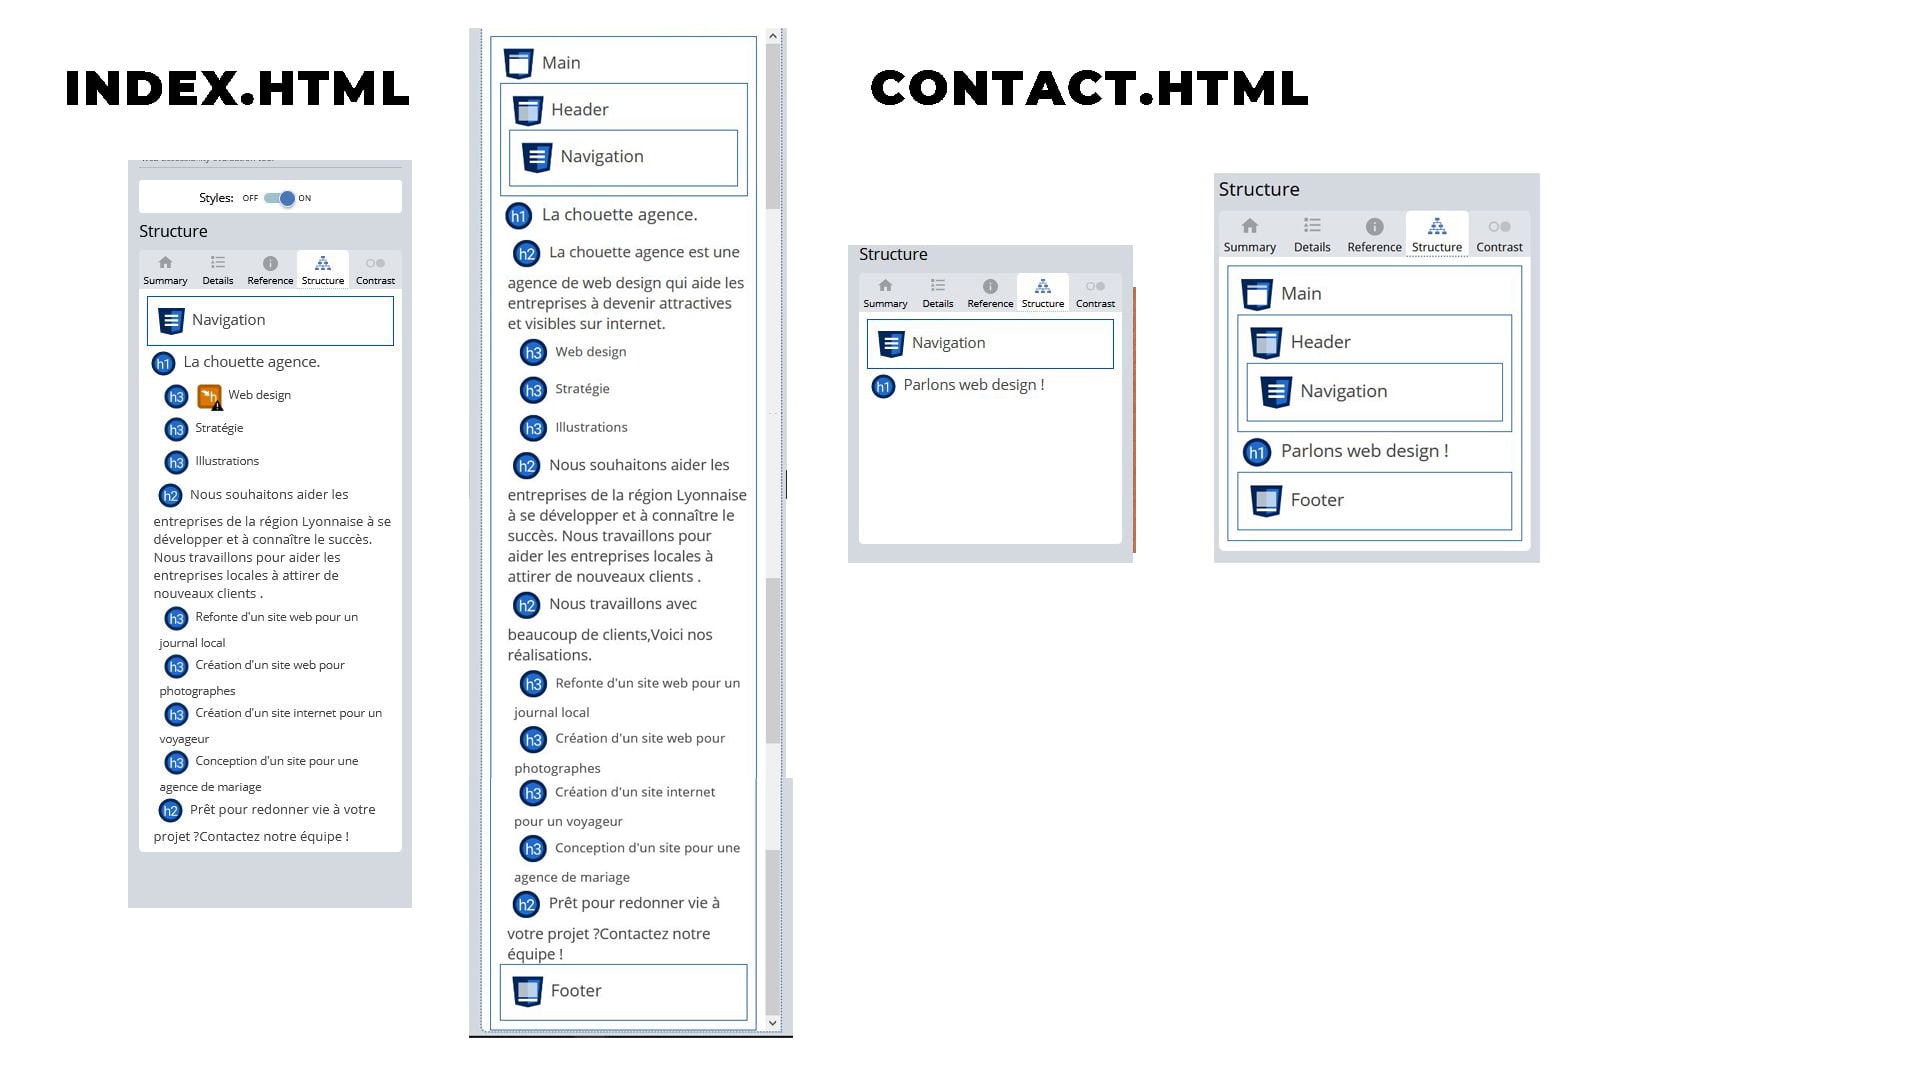 INDEX.HTML
Styles: OFF ON
Structure
Summary Details Reference Structure Contrast
Navigation
h1 La chouette agence.
h3 h Web design
h3 Stratégie
h3 Illustrations
h2 Nous souhaitons aider les
entreprises de la région Lyonnaise à se
développer et à connaître le succès.
Nous travaillons pour aider les
entreprises locales à attirer de
nouveaux clients .
h3 Refonte d'un site web pour un
journal local
h3 Création d'un site web pour
photographes
h3 Création d'un site internet pour un
voyageur
h3 Conception d'un site pour une
agence de mariage
h2 Prêt pour redonner vie à votre
projet ?Contactez notre équipe !
Main
Header
Navigation
h1 La chouette agence.
h2 La chouette agence est une
agence de web design qui aide les
entreprises à devenir attractives
et visibles sur internet.
h3 Web design
h3 Stratégie
h3 Illustrations
h2 Nous souhaitons aider les
entreprises de la région Lyonnaise
à se développer et à connaître le
succès. Nous travaillons pour
aider les entreprises locales à
attirer de nouveaux clients .
h2 Nous travaillons avec
beaucoup de clients,Voici nos
réalisations.
h3 Refonte d'un site web pour un
journal local
h3 Création d'un site web pour
photographes
h3 Création d'un site internet
pour un voyageur
h3 Conception d'un site pour une
agence de mariage
h2 Prêt pour redonner vie à
votre projet ?Contactez notre
équipe !
Footer
CONTACT.HTML
Structure
Summary Details Reference Structure Contrast
Navigation
h1 Parlons web design !
Structure
Summary Details Reference Structure Contrast
Main
Header
Navigation
h1 Parlons web design !
Footer